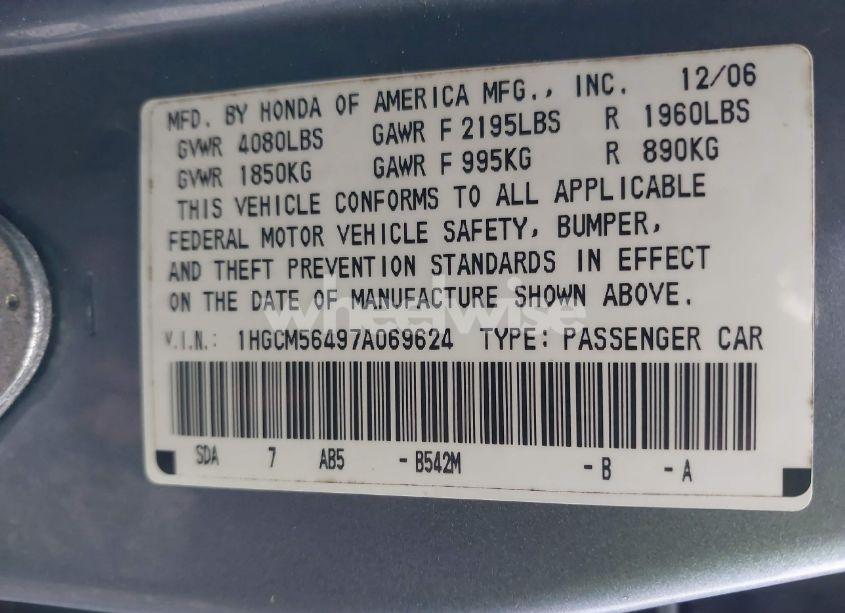 MFD. BY HONDA OF AMERICA MFG., INC. 12/06
GVWR 4080LBS GAWR F 2195LBS R 1960LBS
GVWR 1850KG GAWR F 995KG R 890KG
THIS VEHICLE CONFORMS TO ALL APPLICABLE
FEDERAL MOTOR VEHICLE SAFETY, BUMPER,
AND THEFT PREVENTION STANDARDS IN EFFECT
ON THE DATE OF MANUFACTURE SHOWN ABOVE.
wheelwise
V.I.N.: 1HGCM56497A069624 TYPE: PASSENGER CAR
SDA 7 AB5 - B542M - B - A